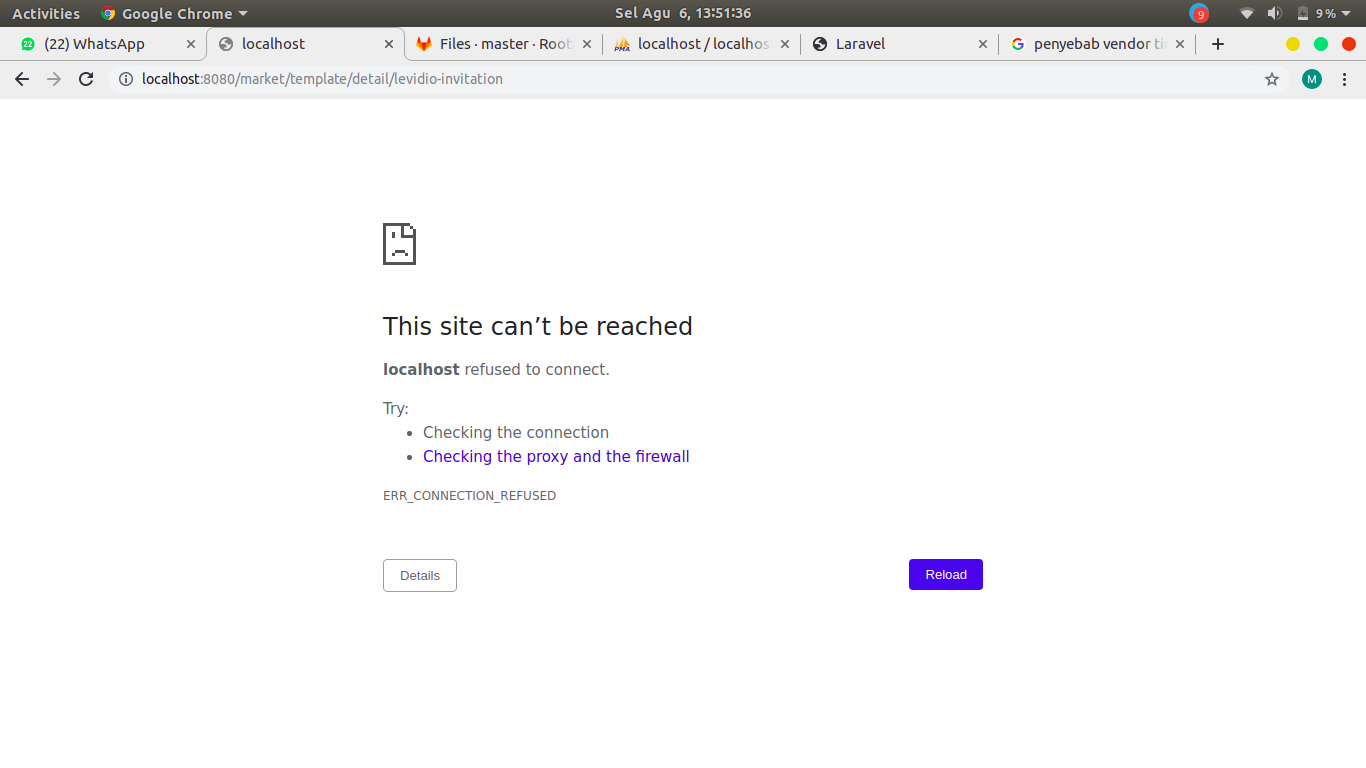 Activities Google Chrome Sel Agu 6, 13:51:36 9 9%
22 (22) WhatsApp localhost Files · master · Root PMA localhost / localhos Laravel penyebab vendor ti
localhost:8080/market/template/detail/levidio-invitation M
This site can’t be reached
localhost refused to connect.
Try:
• Checking the connection
• Checking the proxy and the firewall
ERR_CONNECTION_REFUSED
Details Reload